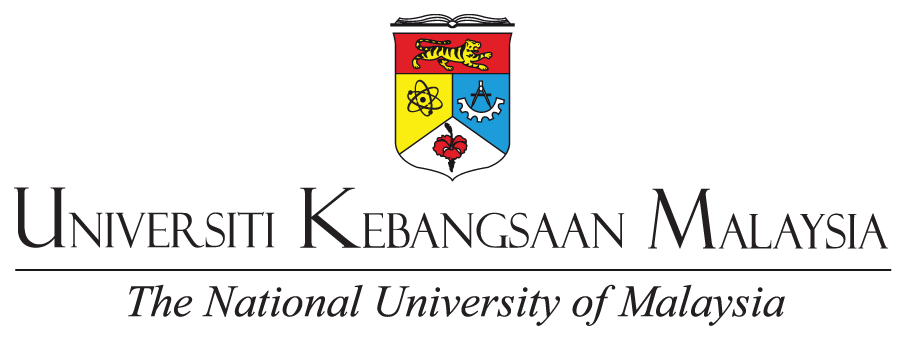 UNIVERSITI KEBANGSAAN MALAYSIA
The National University of Malaysia